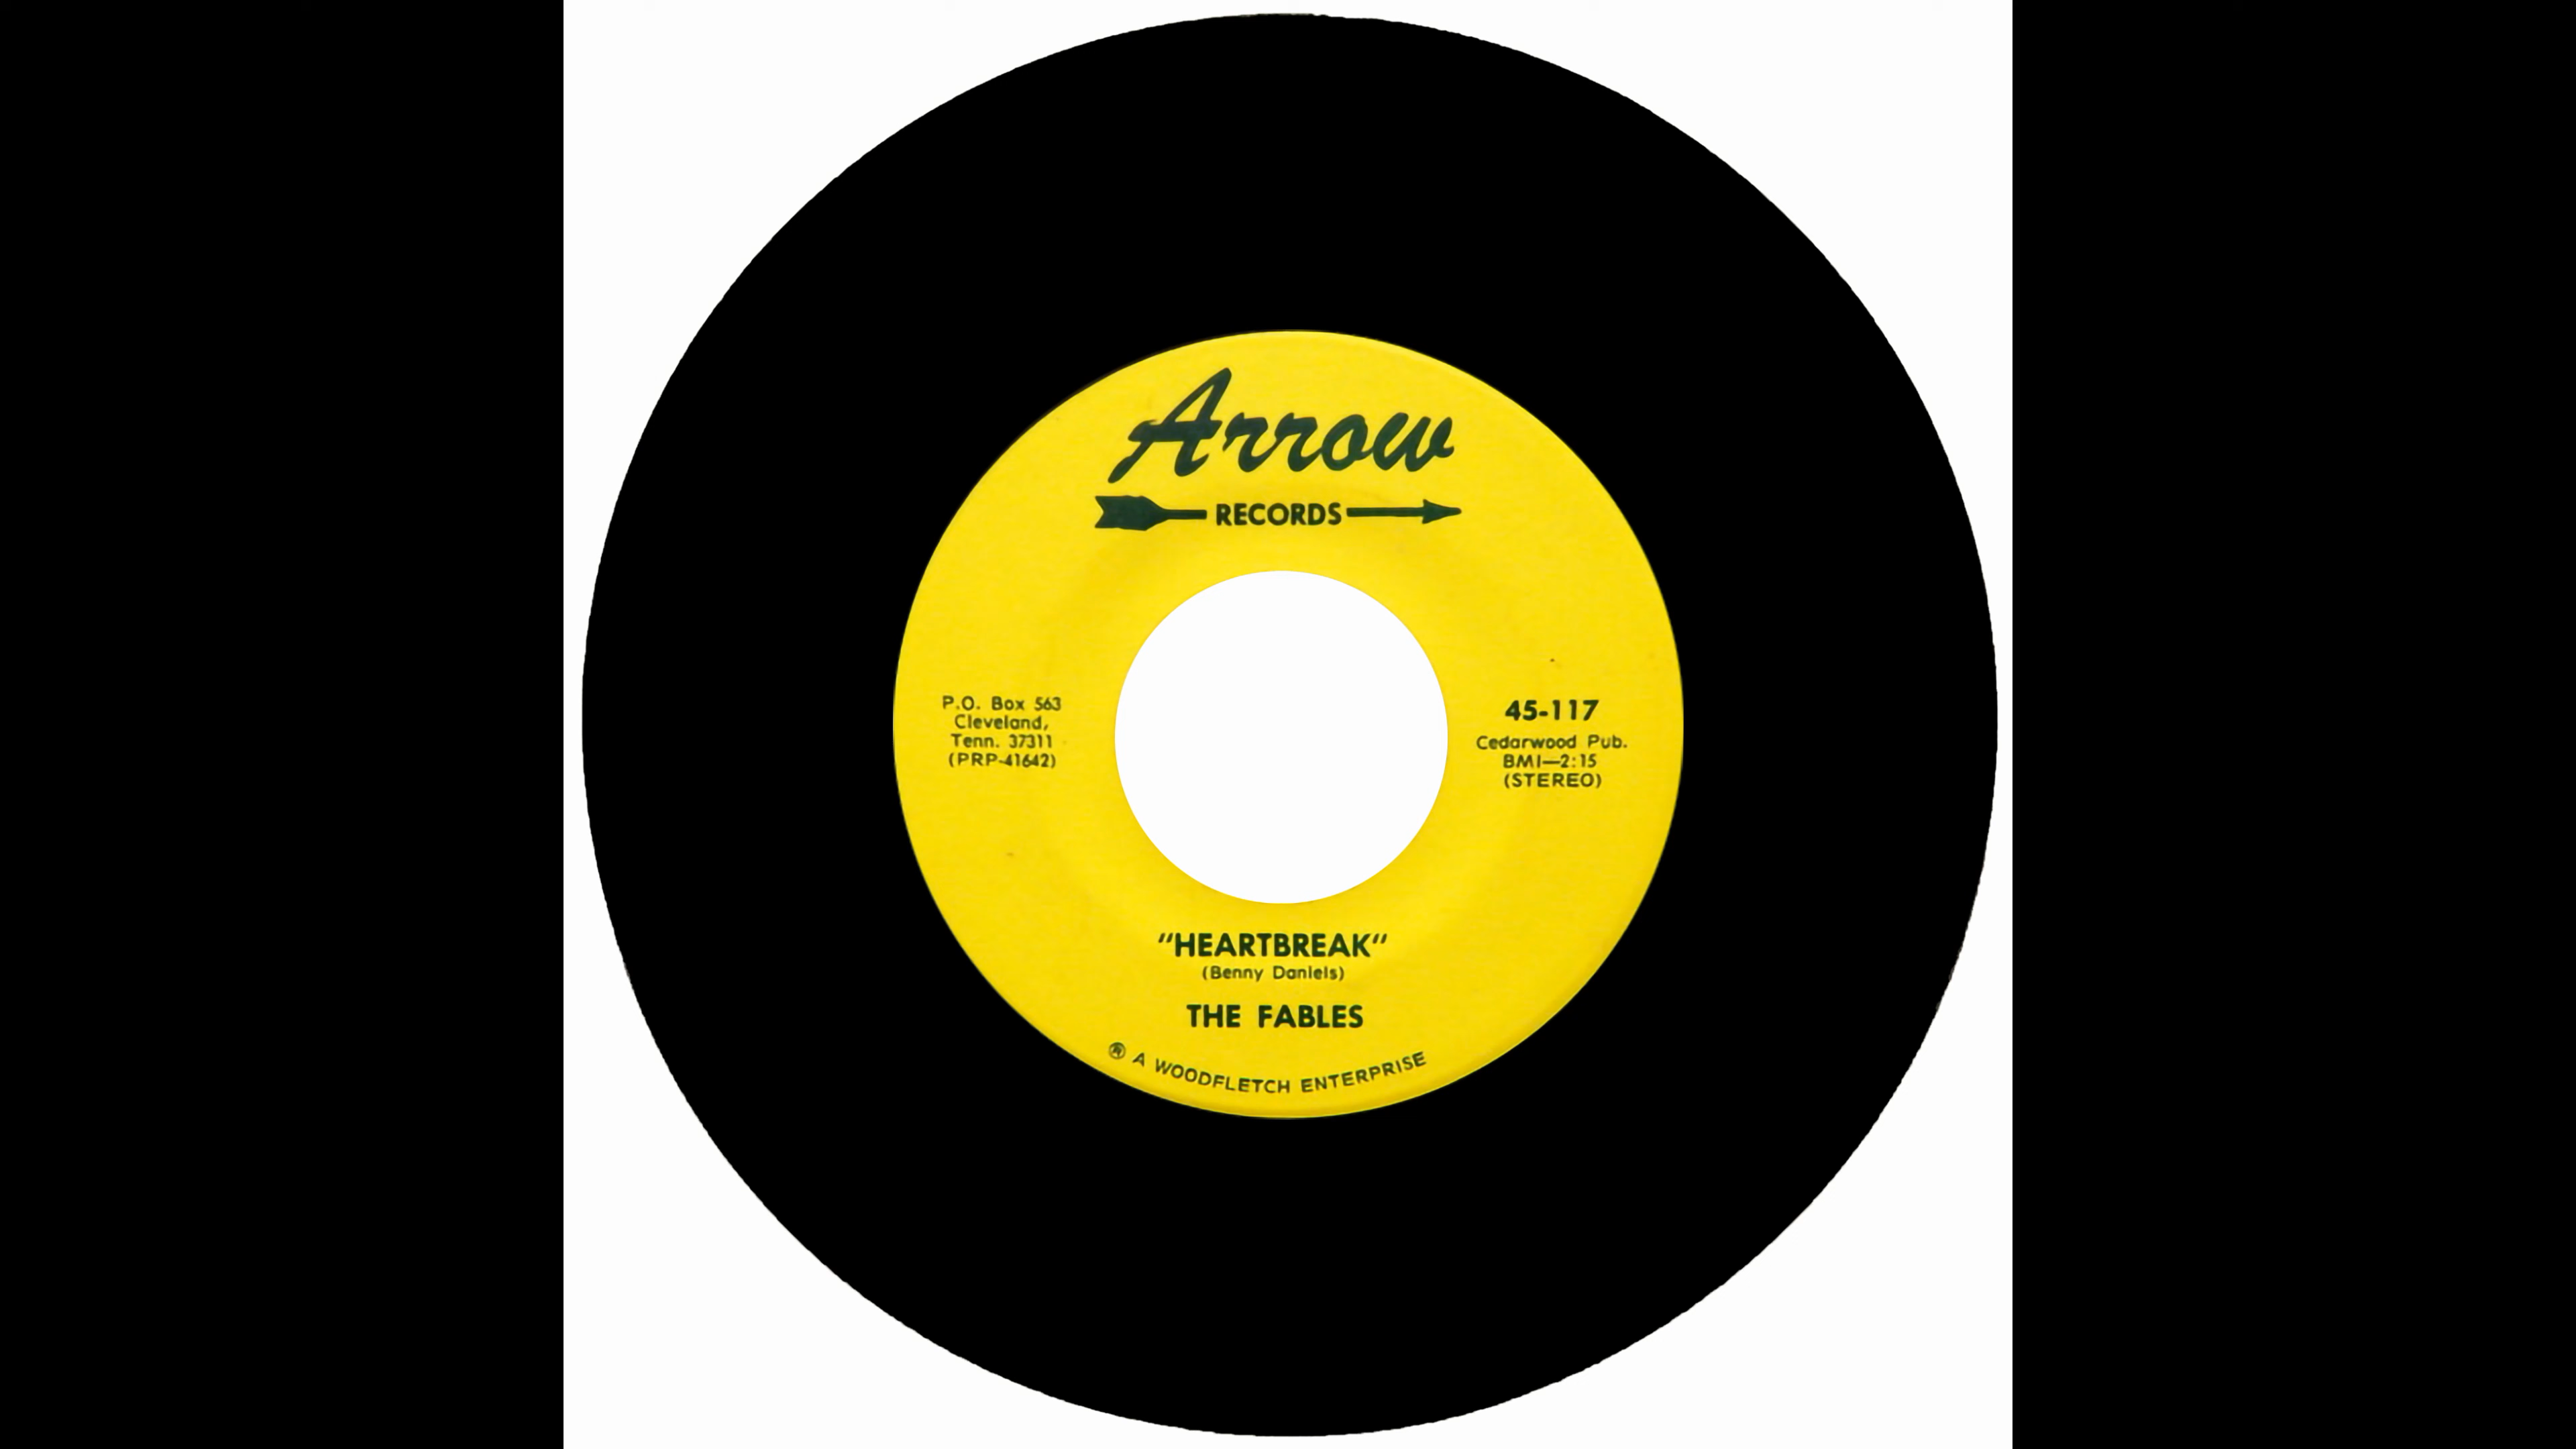 Arrow
RECORDS
P.O. Box 563
Cleveland,
Tenn. 37311
(PRP-41642)
45-117
Cedarwood Pub.
BMI—2:15
(STEREO)
"HEARTBREAK"
(Benny Daniels)
THE FABLES
® A WOODFLETCH ENTERPRISE